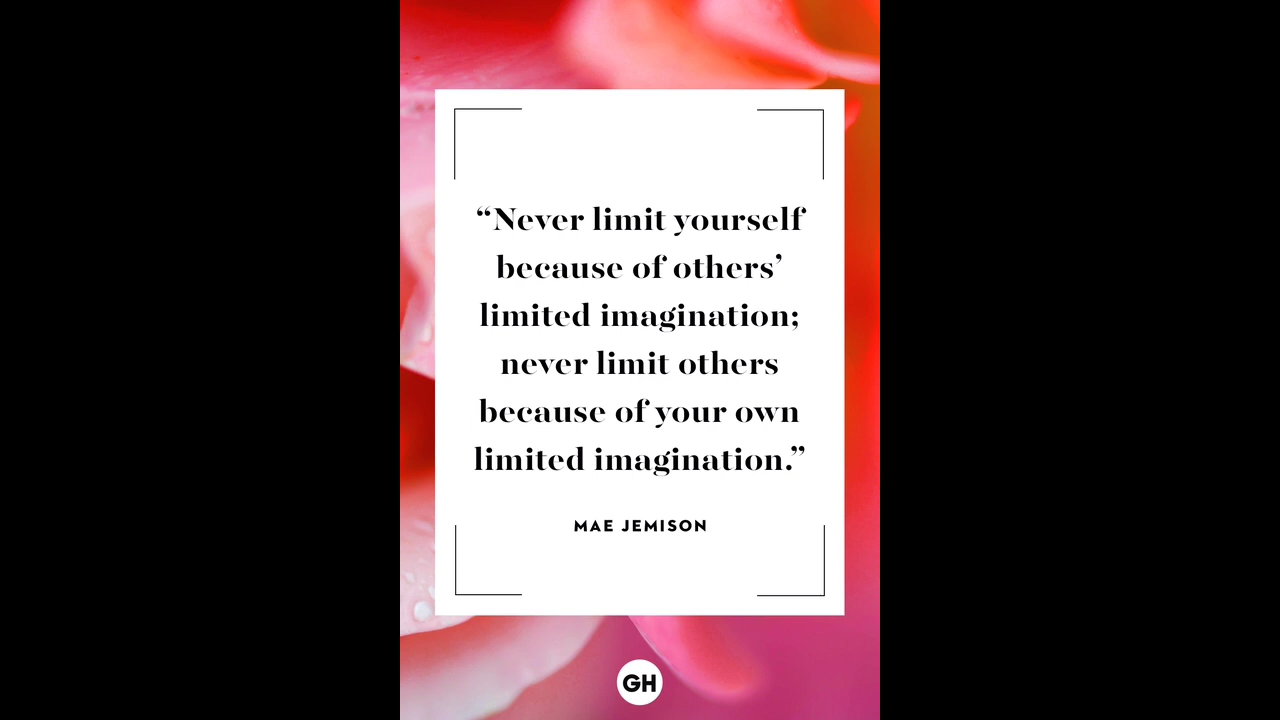 “Never limit yourself
because of others’
limited imagination;
never limit others
because of your own
limited imagination.”
MAE JEMISON
GH